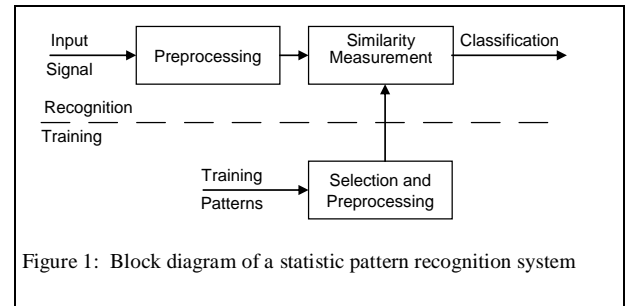 Input
Signal
Preprocessing
Similarity
Measurement
Classification
Recognition
Training
Training
Patterns
Selection and
Preprocessing
Figure 1:  Block diagram of a statistic pattern recognition system